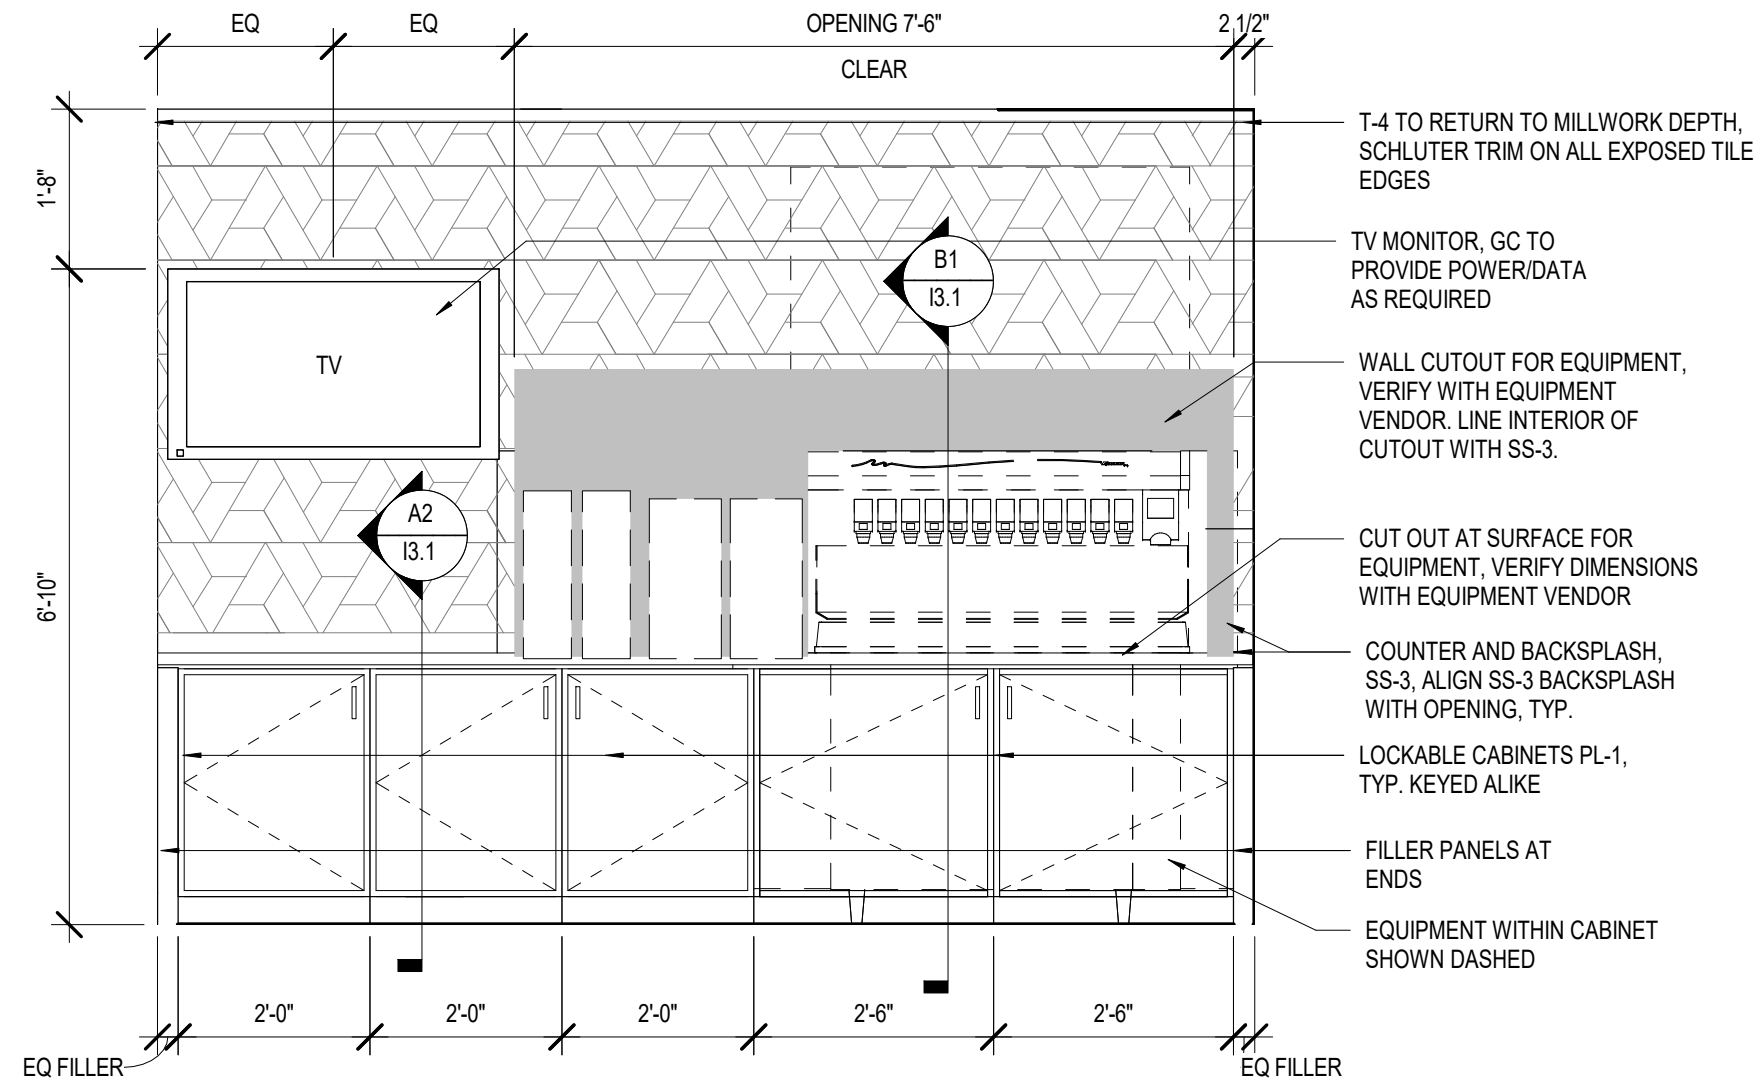 EQ
EQ
OPENING 7'-6"
CLEAR
2 1/2"
1'-8"
6'-10"
T-4 TO RETURN TO MILLWORK DEPTH,
SCHLUTER TRIM ON ALL EXPOSED TILE
EDGES
TV MONITOR, GC TO
PROVIDE POWER/DATA
AS REQUIRED
B1
I3.1
TV
WALL CUTOUT FOR EQUIPMENT,
VERIFY WITH EQUIPMENT
VENDOR. LINE INTERIOR OF
CUTOUT WITH SS-3.
A2
I3.1
CUT OUT AT SURFACE FOR
EQUIPMENT, VERIFY DIMENSIONS
WITH EQUIPMENT VENDOR
COUNTER AND BACKSPLASH,
SS-3, ALIGN SS-3 BACKSPLASH
WITH OPENING, TYP.
LOCKABLE CABINETS PL-1,
TYP. KEYED ALIKE
FILLER PANELS AT
ENDS
EQUIPMENT WITHIN CABINET
SHOWN DASHED
2'-0"
2'-0"
2'-0"
2'-6"
2'-6"
EQ FILLER
EQ FILLER